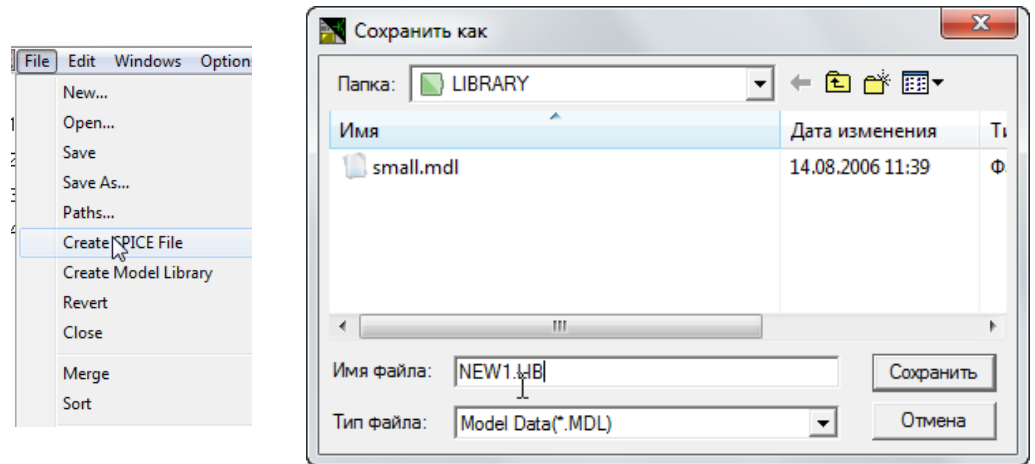 File Edit Windows Option
New...
Open...
Save
Save As...
Paths...
Create SPICE File
Create Model Library
Revert
Close
Merge
Sort
Сохранить как
Папка: LIBRARY
Имя Дата изменения
small.mdl 14.08.2006 11:39
Имя файла: NEW1.LIB Сохранить
Тип файла: Model Data(*.MDL) Отмена